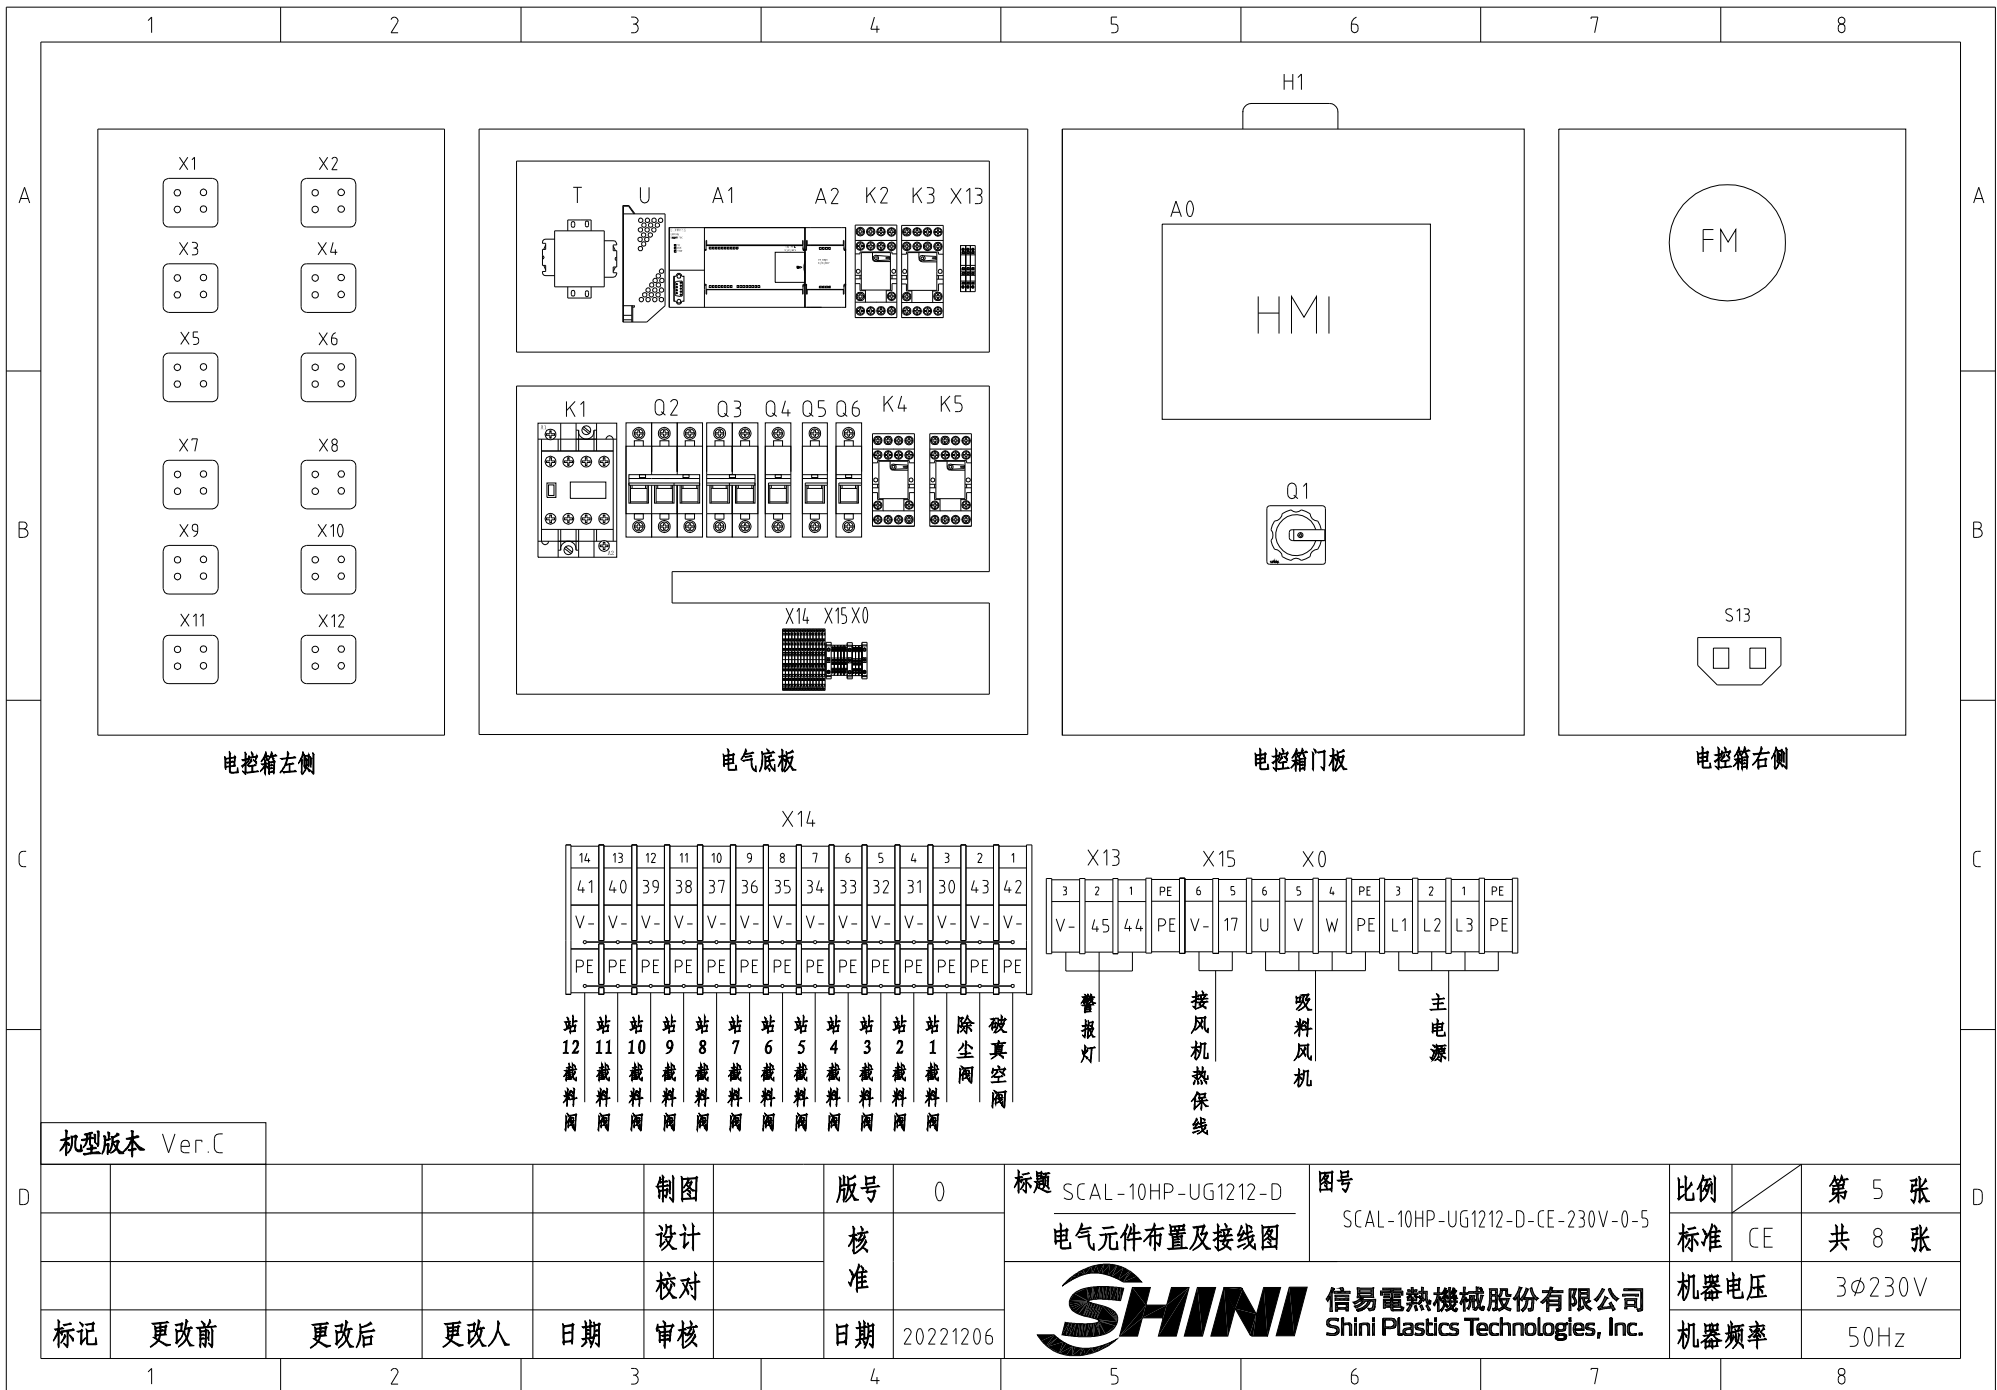 1 2 3 4 5 6 7 8
H1
A A
X1 X2
T U A1 A2 K2 K3 X13
A0
HMI
FM
X3 X4
X5 X6
K1 Q2 Q3 Q4 Q5 Q6 K4 K5
X7 X8
Q1
B B
X9 X10
X11 X12
X14 X15 X0
S13
电控箱左侧
电气底板
电控箱门板
电控箱右侧
C C
X14
14 13 12 11 10 9 8 7 6 5 4 3 2 1
41 40 39 38 37 36 35 34 33 32 31 30 43 42
V- V- V- V- V- V- V- V- V- V- V- V- V- V-
PE PE PE PE PE PE PE PE PE PE PE PE PE PE
X13 X15 X0
3 2 1 PE 6 5 6 5 4 PE 3 2 1 PE
V- 45 44 PE V- 17 U V W PE L1 L2 L3 PE
站12截料阀
站11截料阀
站10截料阀
站9截料阀
站8截料阀
站7截料阀
站6截料阀
站5截料阀
站4截料阀
站3截料阀
站2截料阀
站1截料阀
除尘阀
破真空阀
警报灯
接风机热保线
吸料风机
主电源
机型版本 Ver.C
D D
制图 版号 0
设计 核准
校对
标记 更改前 更改后 更改人 日期 审核 日期 20221206
标题 SCAL-10HP-UG1212-D
电气元件布置及接线图
图号
SCAL-10HP-UG1212-D-CE-230V-0-5
比例 第 5 张
标准 CE 共 8 张
机器电压 3Φ230V
机器频率 50Hz
SHINI
信易電熱機械股份有限公司
Shini Plastics Technologies, Inc.
1 2 3 4 5 6 7 8